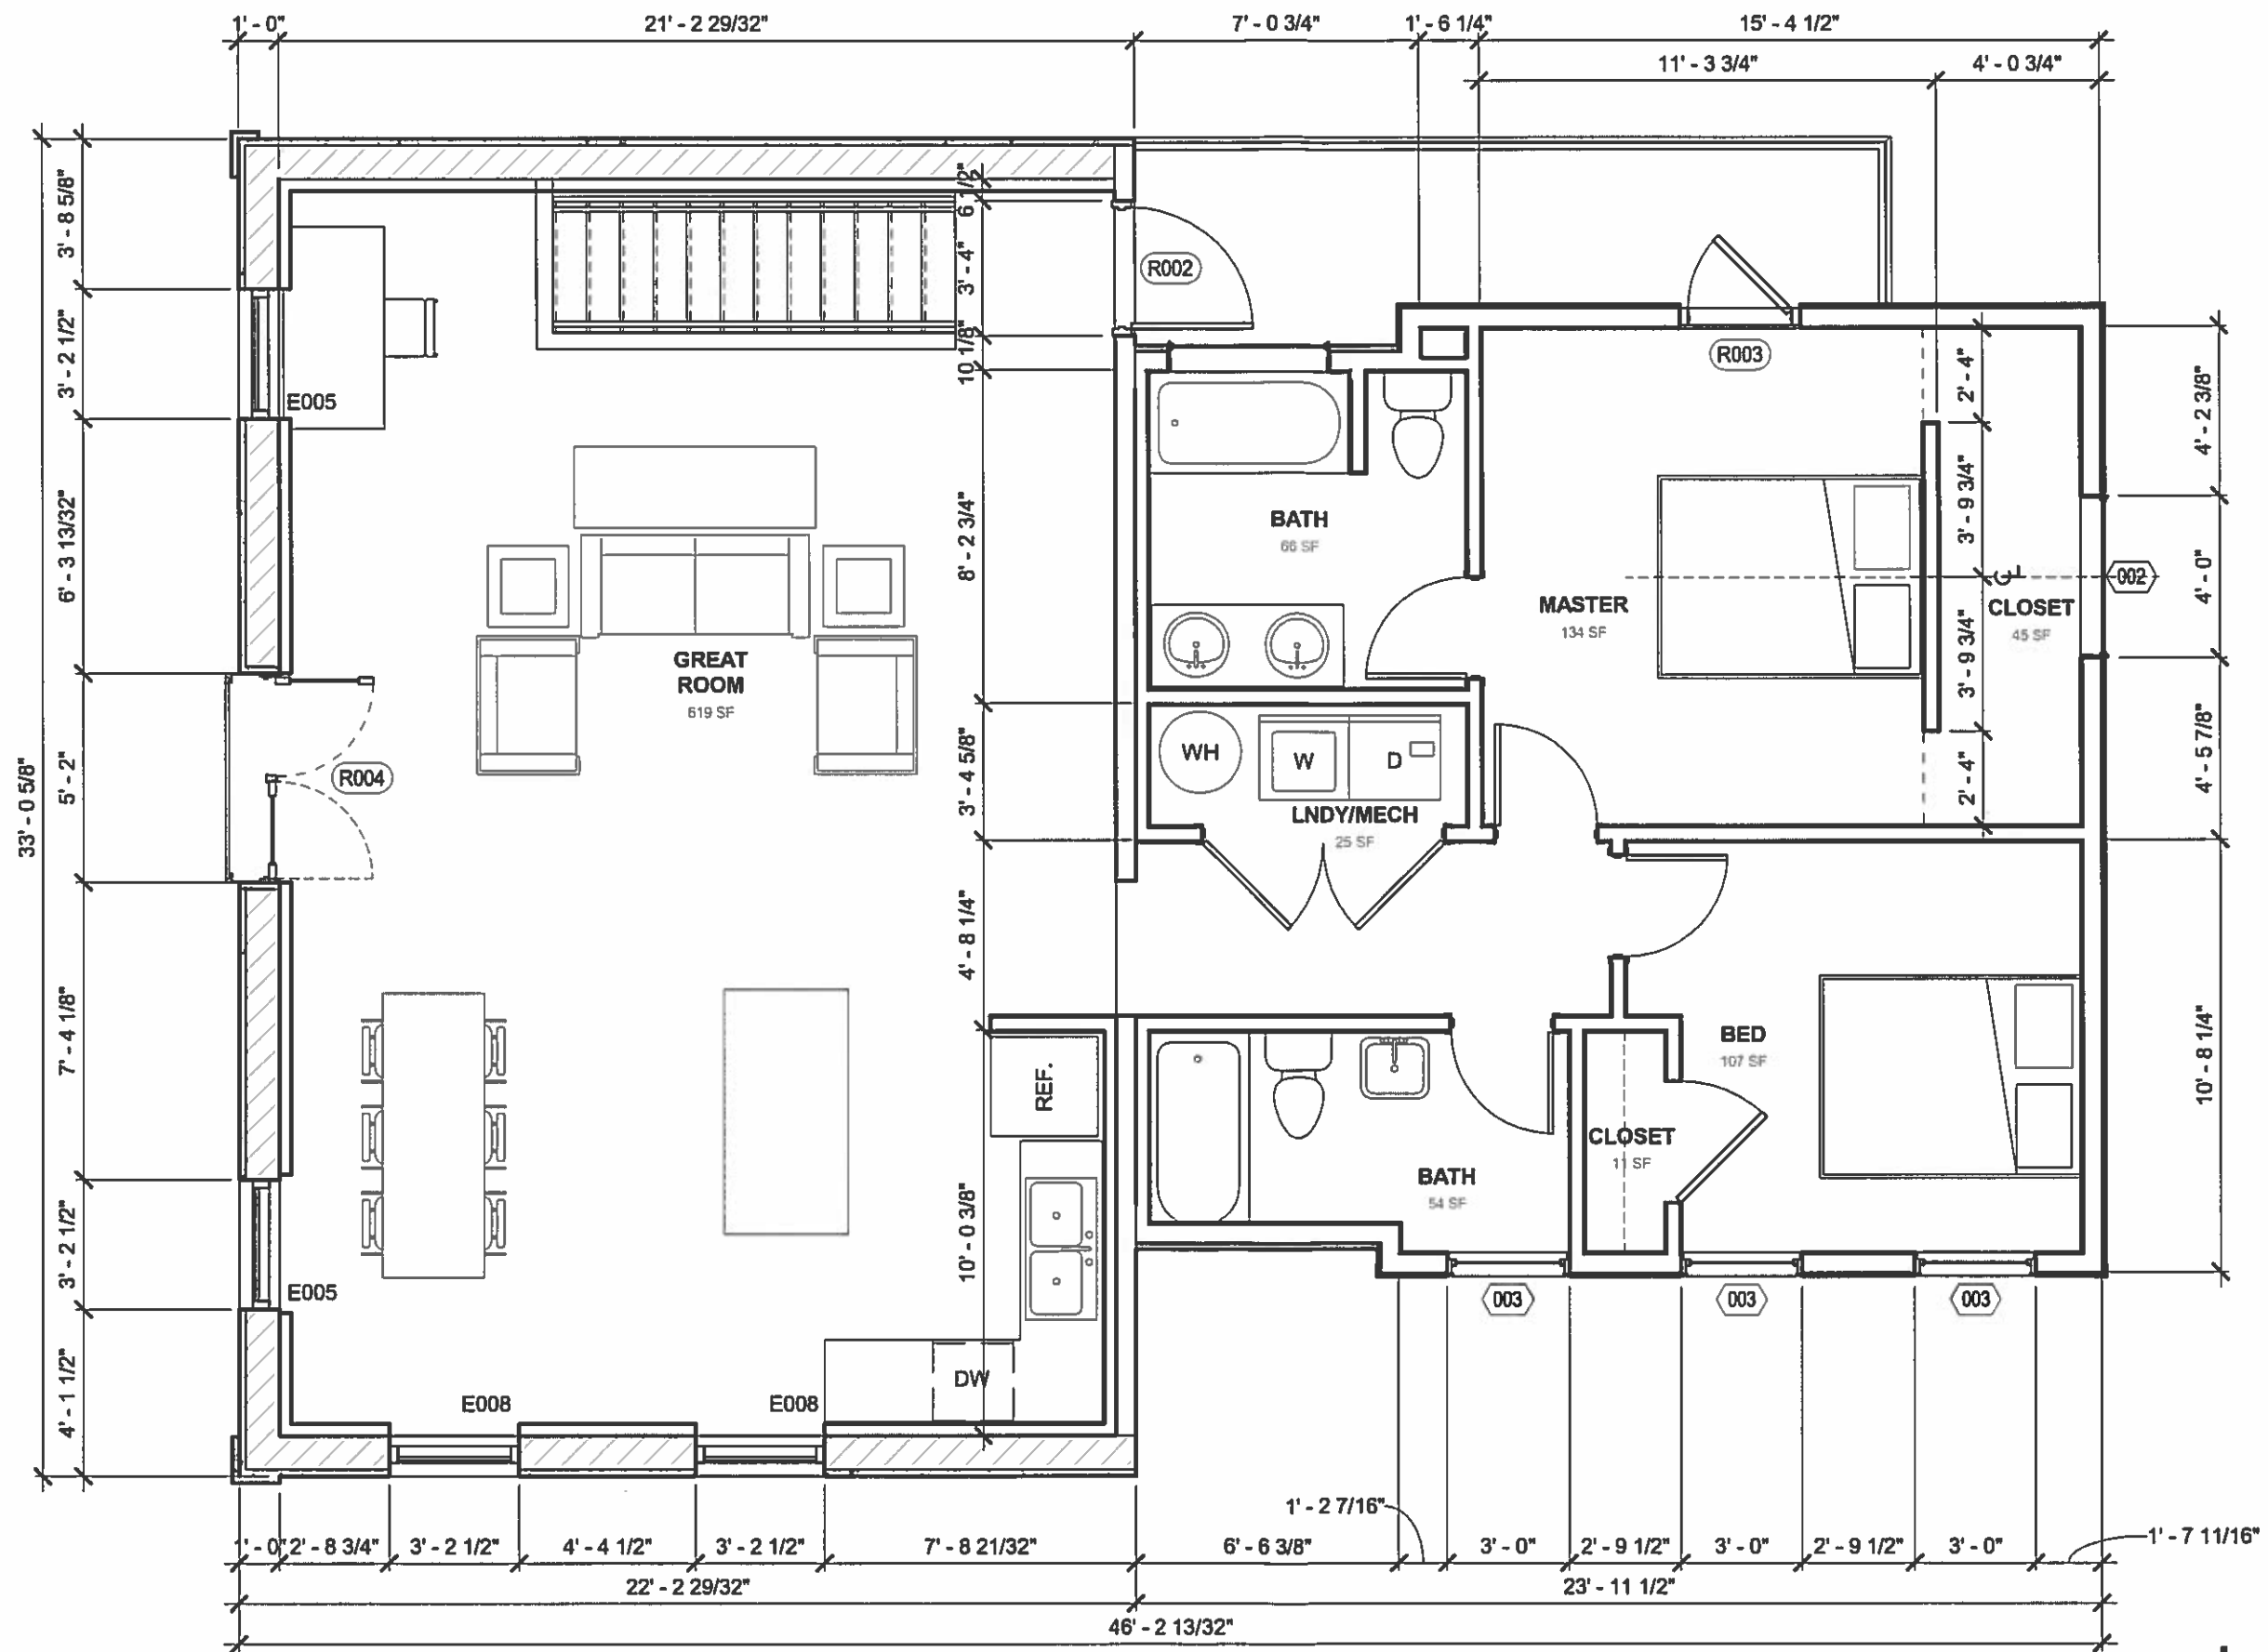 1' - 0"
21' - 2 29/32"
7' - 0 3/4"
1' - 6 1/4"
15' - 4 1/2"
11' - 3 3/4"
4' - 0 3/4"
33' - 0 5/8"
3' - 8 5/8"
3' - 2 1/2"
6' - 3 13/32"
5' - 2"
7' - 4 1/8"
3' - 2 1/2"
4' - 1 1/2"
E005
R004
GREAT
ROOM
619 SF
E005
E008
E008
DW
REF.
6 1/2"
3' - 4"
10 1/8"
8' - 2 3/4"
3' - 4 5/8"
4' - 8 1/4"
10' - 0 3/8"
R002
R003
BATH
66 SF
WH
W
D
LNDY/MECH
25 SF
MASTER
134 SF
2' - 4"
3' - 9 3/4"
3' - 9 3/4"
2' - 4"
CL
CLOSET
45 SF
002
BED
107 SF
CLOSET
11 SF
BATH
54 SF
003
003
003
4' - 2 3/8"
4' - 0"
4' - 5 7/8"
10' - 8 1/4"
1' - 2 7/16"
1' - 0"
2' - 8 3/4"
3' - 2 1/2"
4' - 4 1/2"
3' - 2 1/2"
7' - 8 21/32"
6' - 6 3/8"
3' - 0"
2' - 9 1/2"
3' - 0"
2' - 9 1/2"
3' - 0"
1' - 7 11/16"
22' - 2 29/32"
23' - 11 1/2"
46' - 2 13/32"